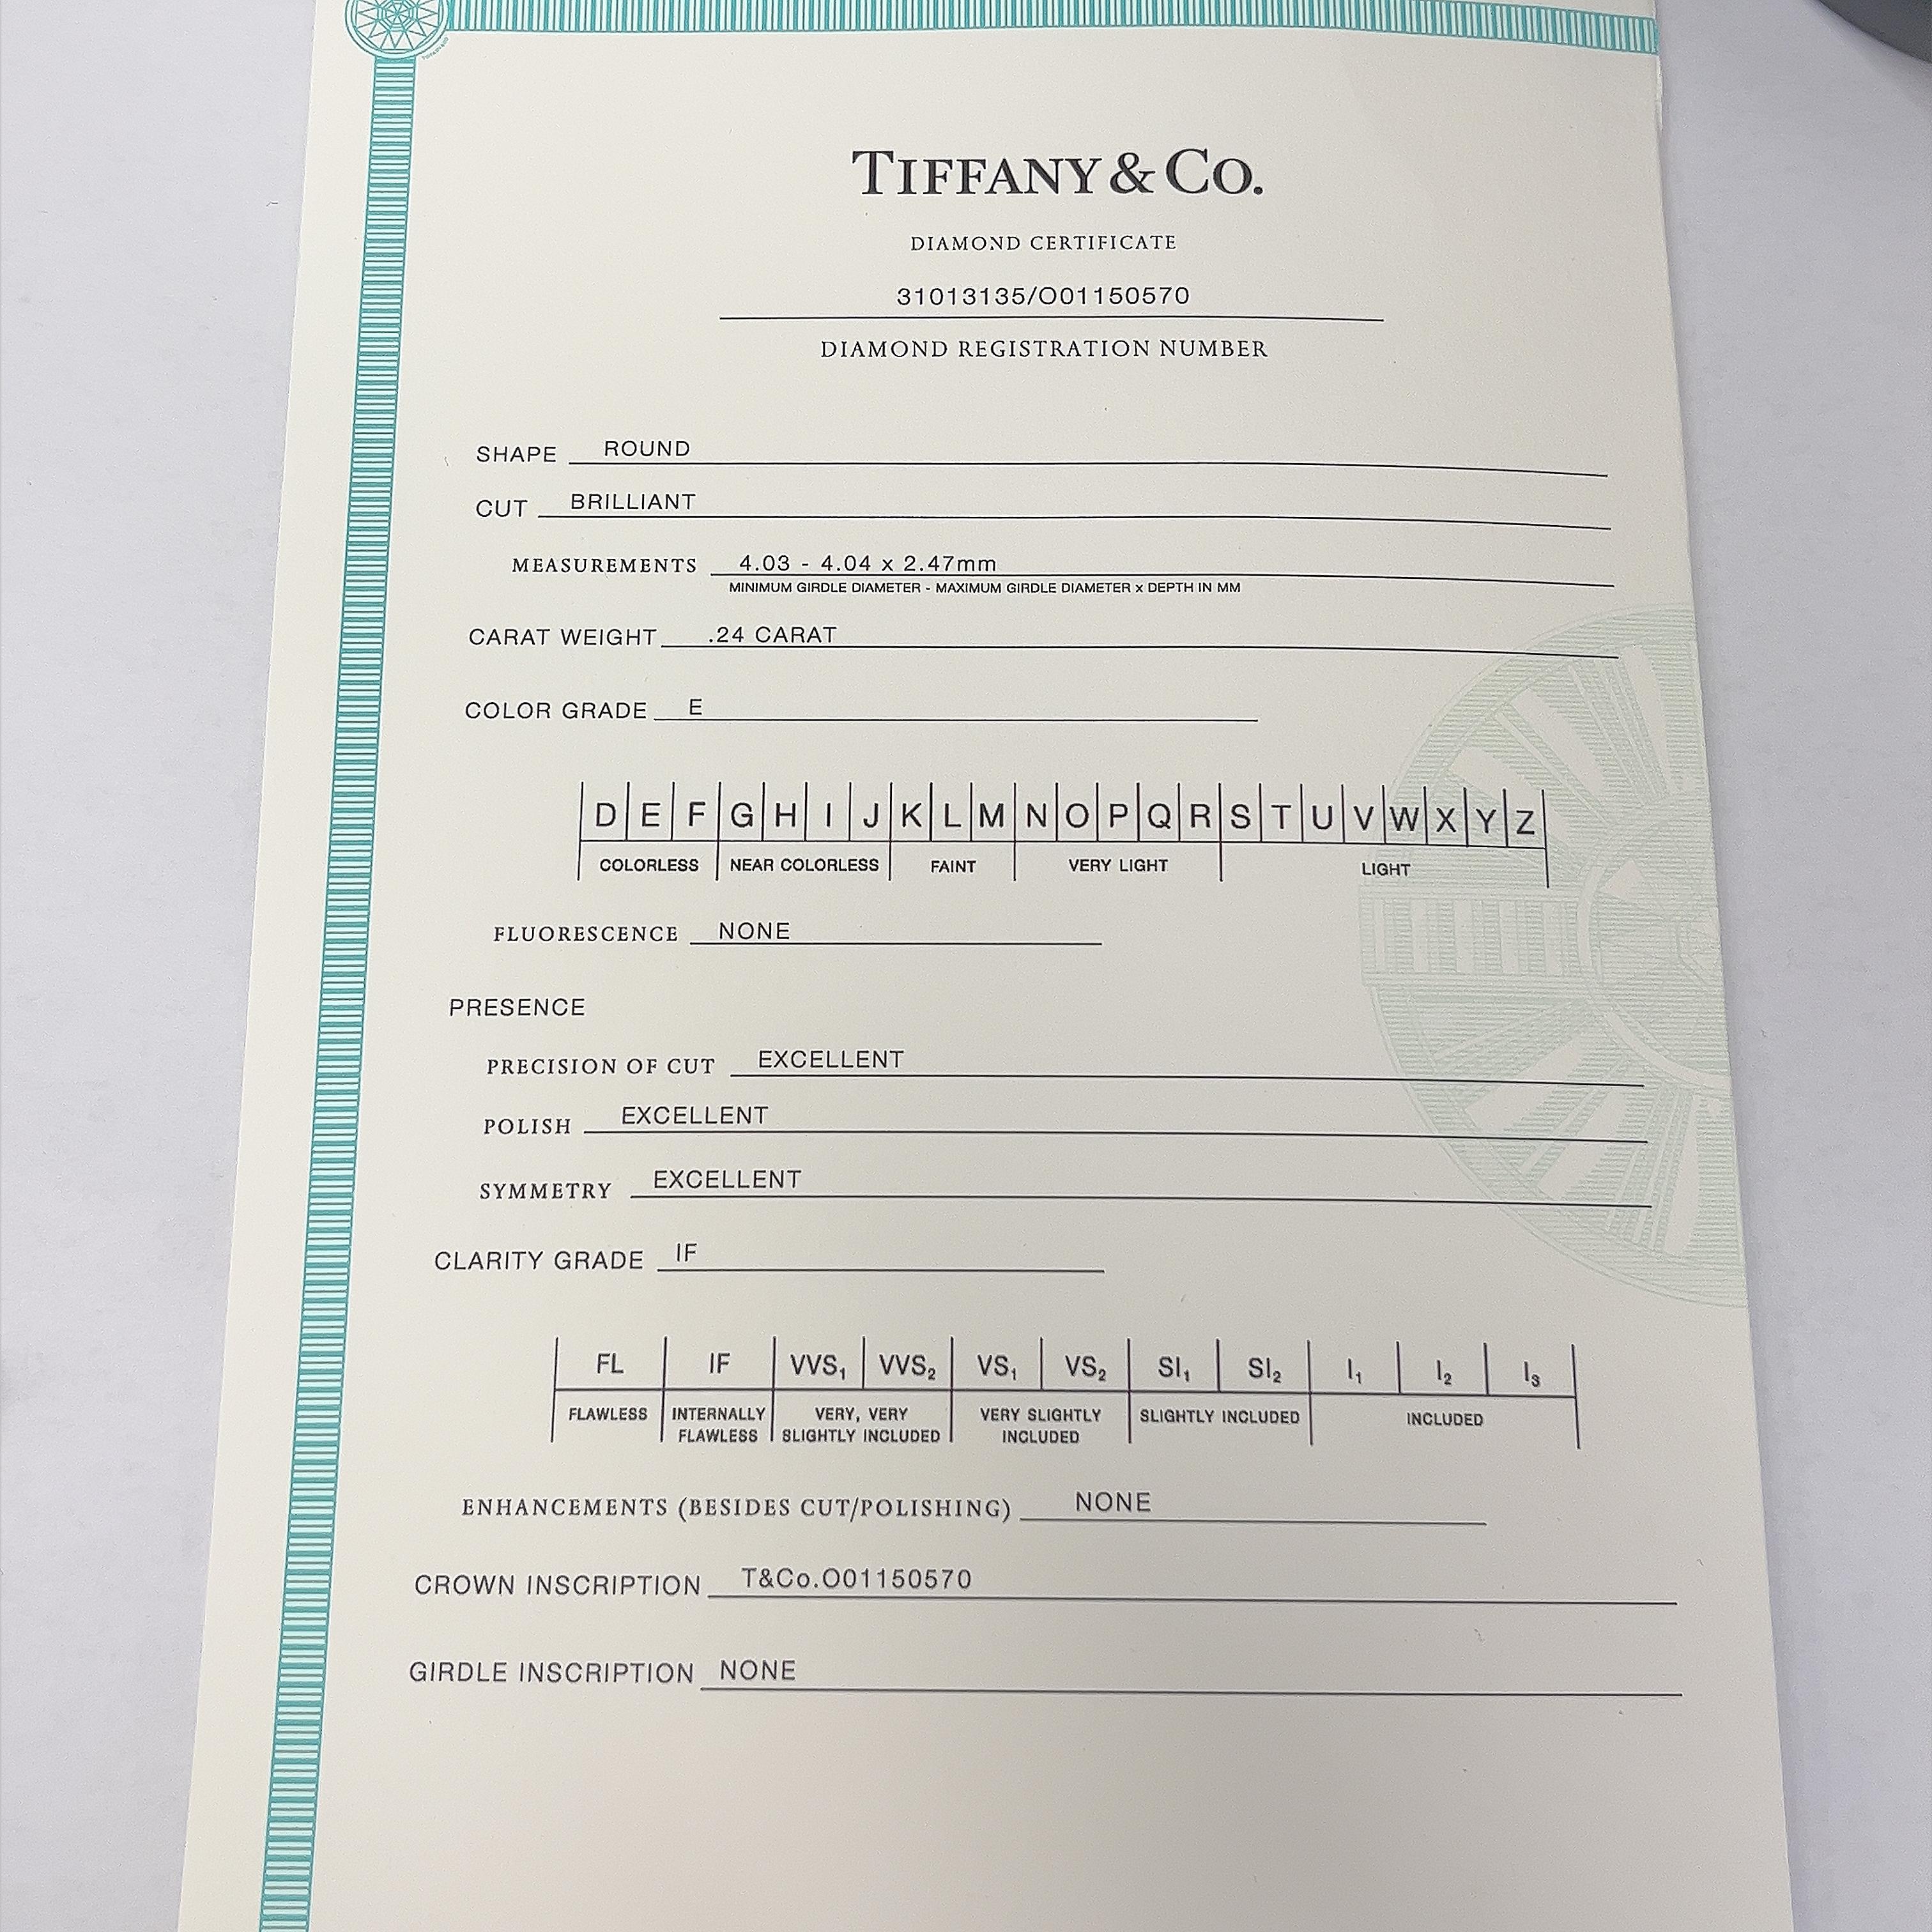 TIFFANY & CO.
DIAMOND CERTIFICATE
31013135/O01150570
DIAMOND REGISTRATION NUMBER
SHAPE ROUND
CUT BRILLIANT
MEASUREMENTS 4.03 - 4.04 x 2.47mm
MINIMUM GIRDLE DIAMETER - MAXIMUM GIRDLE DIAMETER x DEPTH IN MM
CARAT WEIGHT .24 CARAT
COLOR GRADE E
D E F G H I J K L M N O P Q R S T U V W X Y Z
COLORLESS NEAR COLORLESS FAINT VERY LIGHT LIGHT
FLUORESCENCE NONE
PRESENCE
PRECISION OF CUT EXCELLENT
POLISH EXCELLENT
SYMMETRY EXCELLENT
CLARITY GRADE IF
FL IF VVS₁ VVS₂ VS₁ VS₂ SI₁ SI₂ I₁ I₂ I₃
FLAWLESS INTERNALLY VERY, VERY VERY SLIGHTLY SLIGHTLY INCLUDED INCLUDED
FLAWLESS SLIGHTLY INCLUDED INCLUDED
ENHANCEMENTS (BESIDES CUT/POLISHING) NONE
CROWN INSCRIPTION T&Co.O01150570
GIRDLE INSCRIPTION NONE